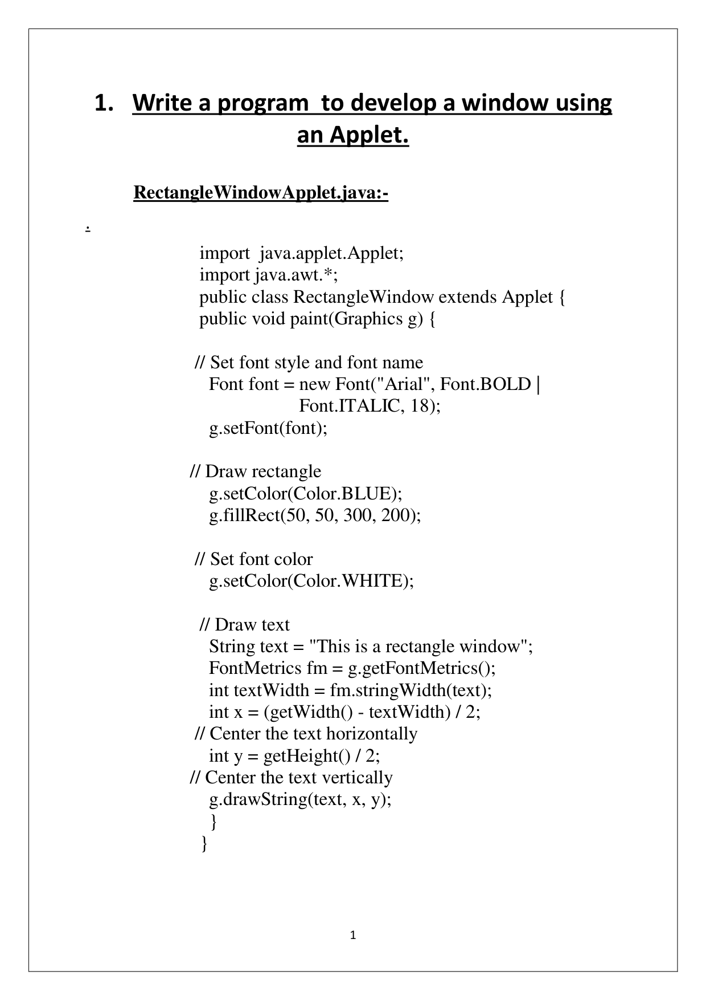 1. Write a program  to develop a window using
an Applet.
RectangleWindowApplet.java:-
.
import  java.applet.Applet;
import java.awt.*;
public class RectangleWindow extends Applet {
public void paint(Graphics g) {
// Set font style and font name
Font font = new Font("Arial", Font.BOLD |
Font.ITALIC, 18);
g.setFont(font);
// Draw rectangle
g.setColor(Color.BLUE);
g.fillRect(50, 50, 300, 200);
// Set font color
g.setColor(Color.WHITE);
// Draw text
String text = "This is a rectangle window";
FontMetrics fm = g.getFontMetrics();
int textWidth = fm.stringWidth(text);
int x = (getWidth() - textWidth) / 2;
// Center the text horizontally
int y = getHeight() / 2;
// Center the text vertically
g.drawString(text, x, y);
}
}
1